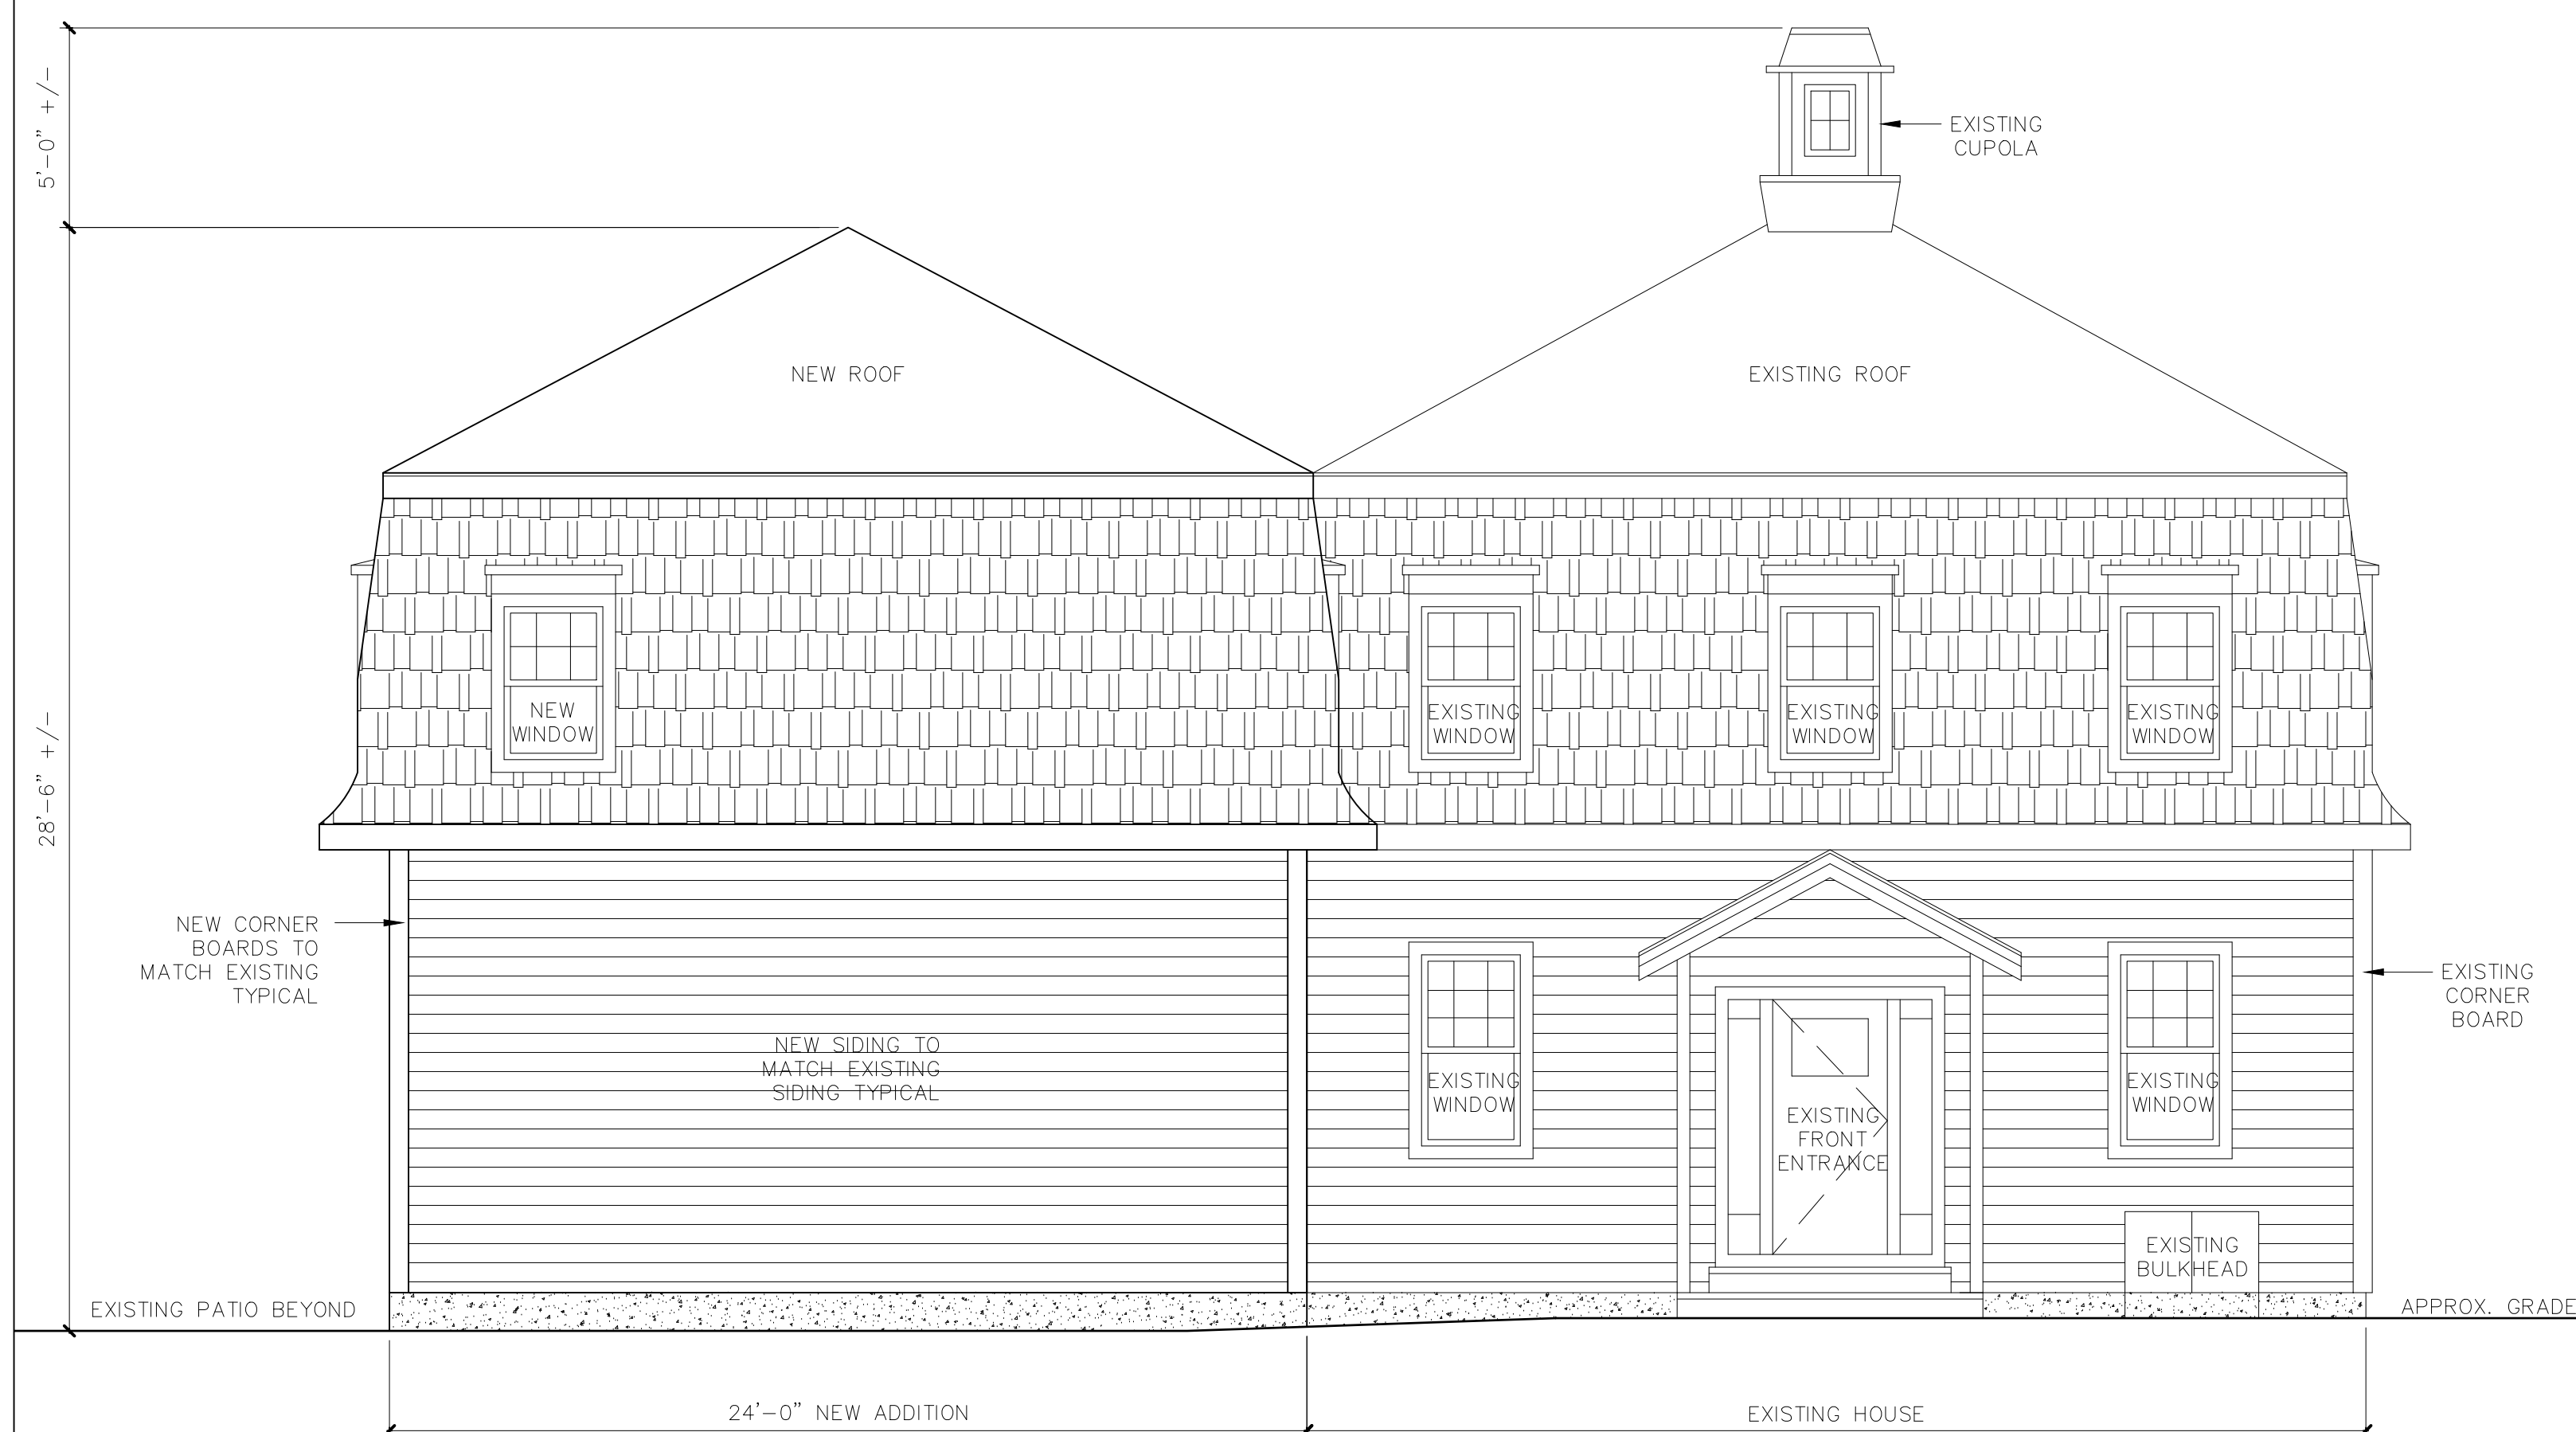 5'-0" +/-
EXISTING
CUPOLA
NEW ROOF
EXISTING ROOF
28'-6" +/-
NEW
WINDOW
EXISTING
WINDOW
EXISTING
WINDOW
EXISTING
WINDOW
NEW CORNER
BOARDS TO
MATCH EXISTING
TYPICAL
NEW SIDING TO
MATCH EXISTING
SIDING TYPICAL
EXISTING
WINDOW
EXISTING
FRONT
ENTRANCE
EXISTING
WINDOW
EXISTING
CORNER
BOARD
EXISTING
BULKHEAD
EXISTING PATIO BEYOND
APPROX. GRADE
24'-0" NEW ADDITION
EXISTING HOUSE